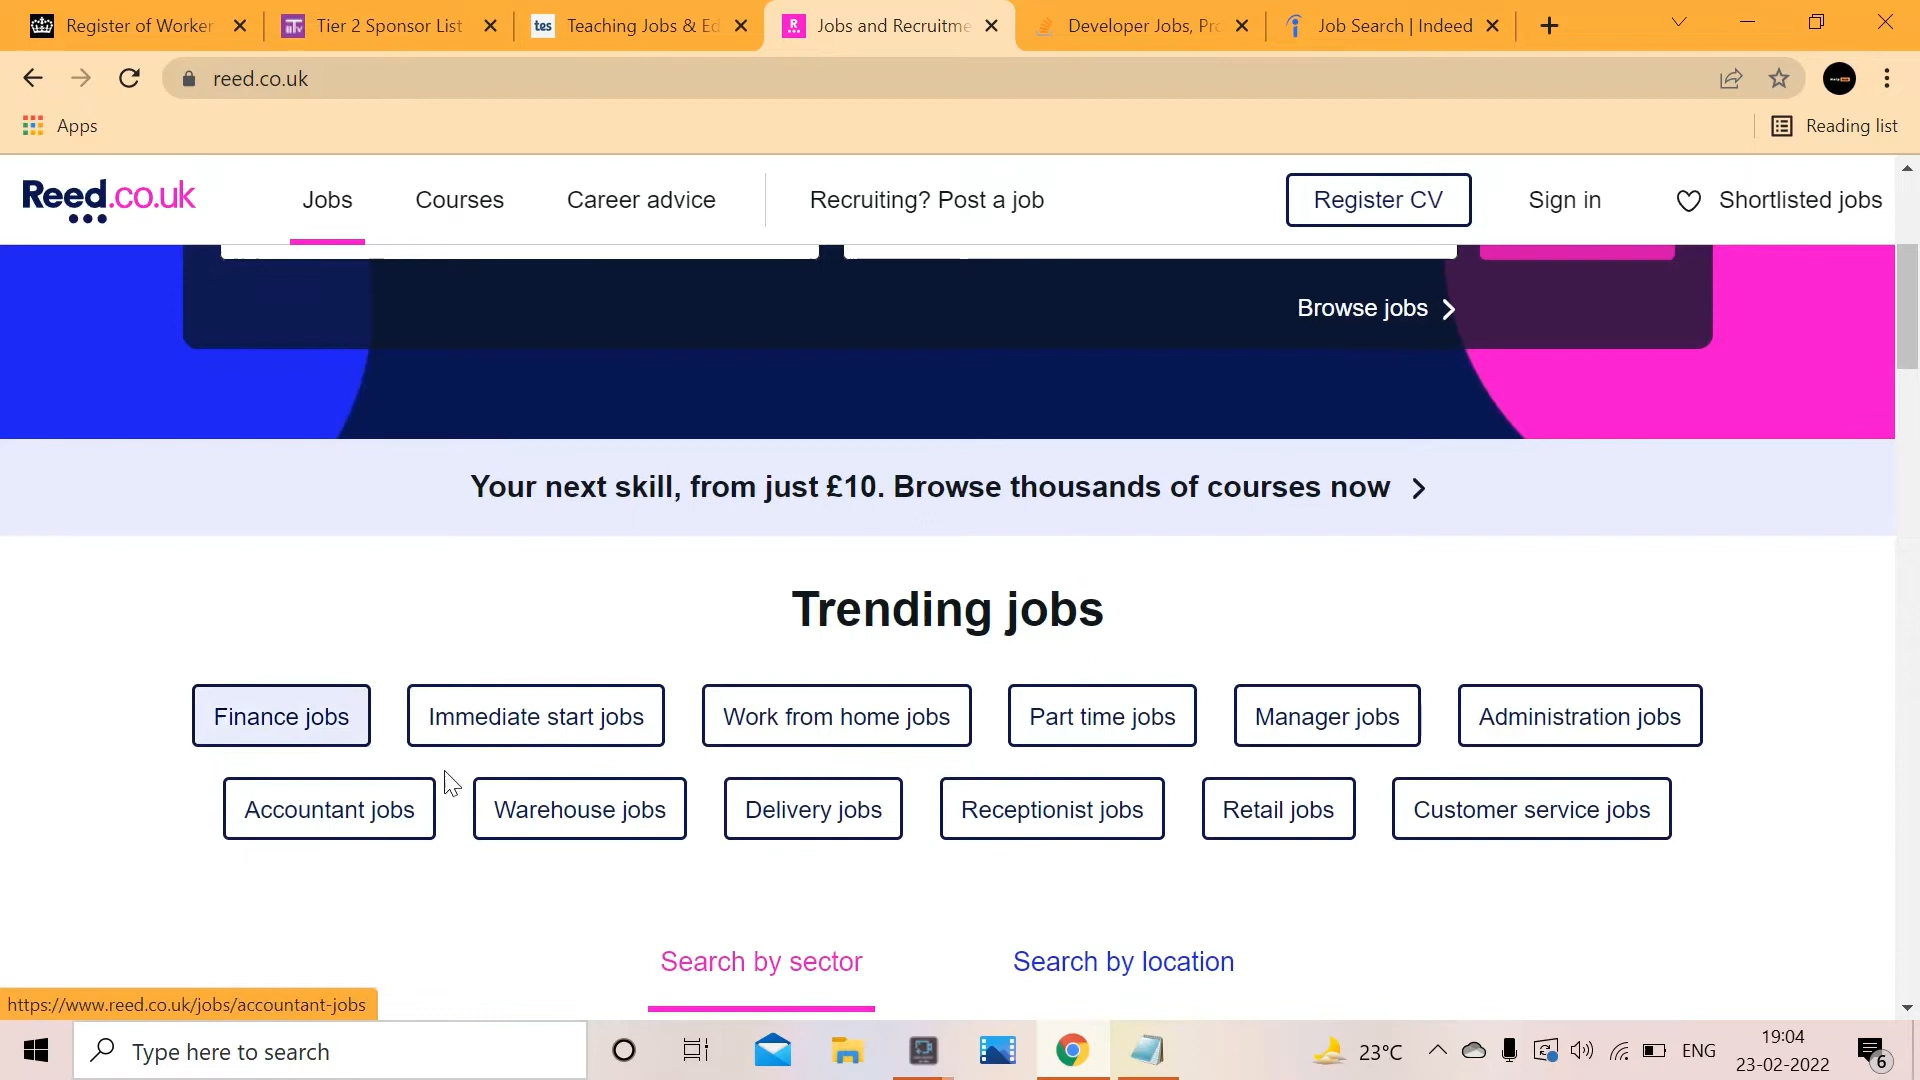 Register of Worker
Tier 2 Sponsor List
tes
Teaching Jobs & Ed
R
Jobs and Recruitme
Developer Jobs, Pro
Job Search | Indeed
reed.co.uk
Apps
Reading list
Reed.co.uk
Jobs
Courses
Career advice
Recruiting? Post a job
Register CV
Sign in
Shortlisted jobs
Browse jobs
Your next skill, from just £10. Browse thousands of courses now
Trending jobs
Finance jobs
Immediate start jobs
Work from home jobs
Part time jobs
Manager jobs
Administration jobs
Accountant jobs
Warehouse jobs
Delivery jobs
Receptionist jobs
Retail jobs
Customer service jobs
Search by sector
Search by location
https://www.reed.co.uk/jobs/accountant-jobs
Type here to search
23°C
ENG
19:04
23-02-2022
6